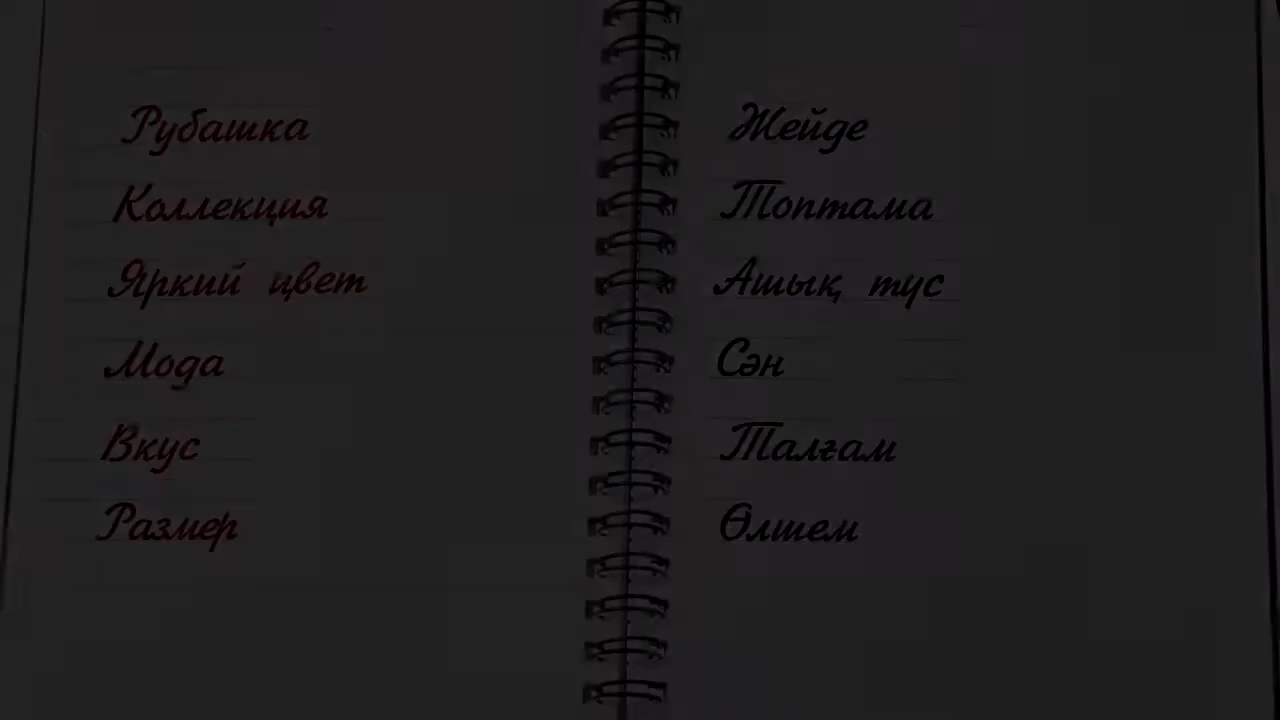 Рубашка
Коллекция
Яркий цвет
Мода
Вкус
Размер
Жейде
Топтама
Ашық түс
Сән
Талғам
Өлшем